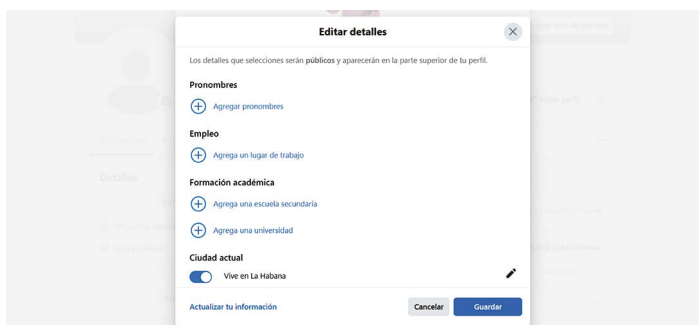 Editar detalles
Los detalles que selecciones serán públicos y aparecerán en la parte superior de tu perfil.
Pronombres
Agregar pronombres
Empleo
Agrega un lugar de trabajo
Formación académica
Agrega una escuela secundaria
Agrega una universidad
Ciudad actual
Vive en La Habana
Actualizar tu información
Cancelar
Guardar
Detalles